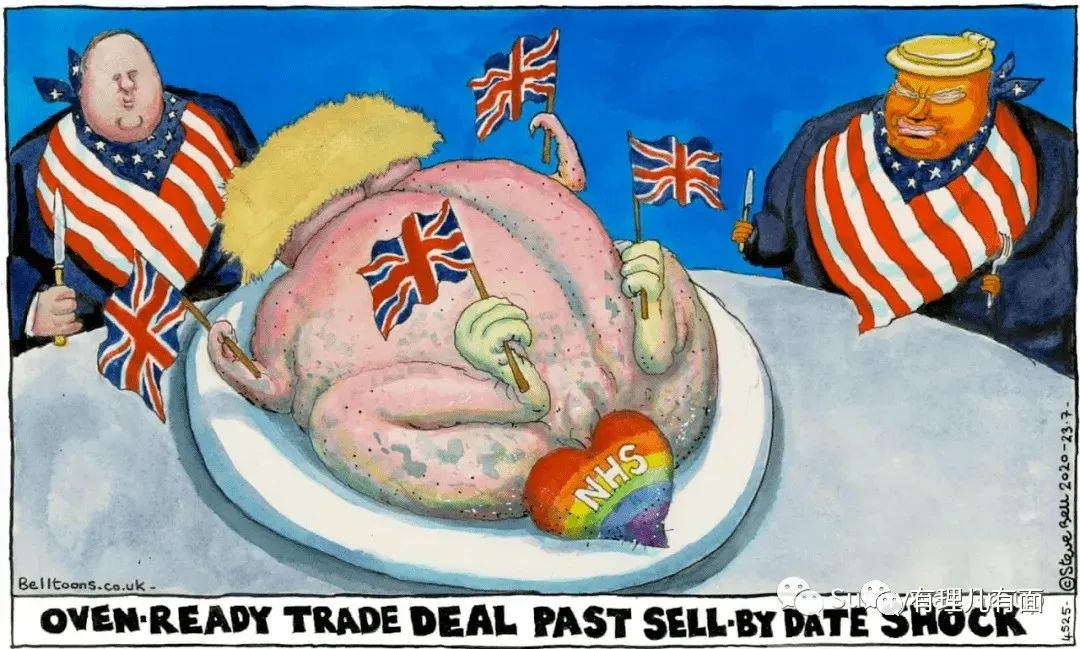 NHS
©Steve Bell 2020-23.7-
Belltoons.co.uk-
4525-
有理儿有面
OVEN-READY TRADE DEAL PAST SELL-BY DATE SHOCK